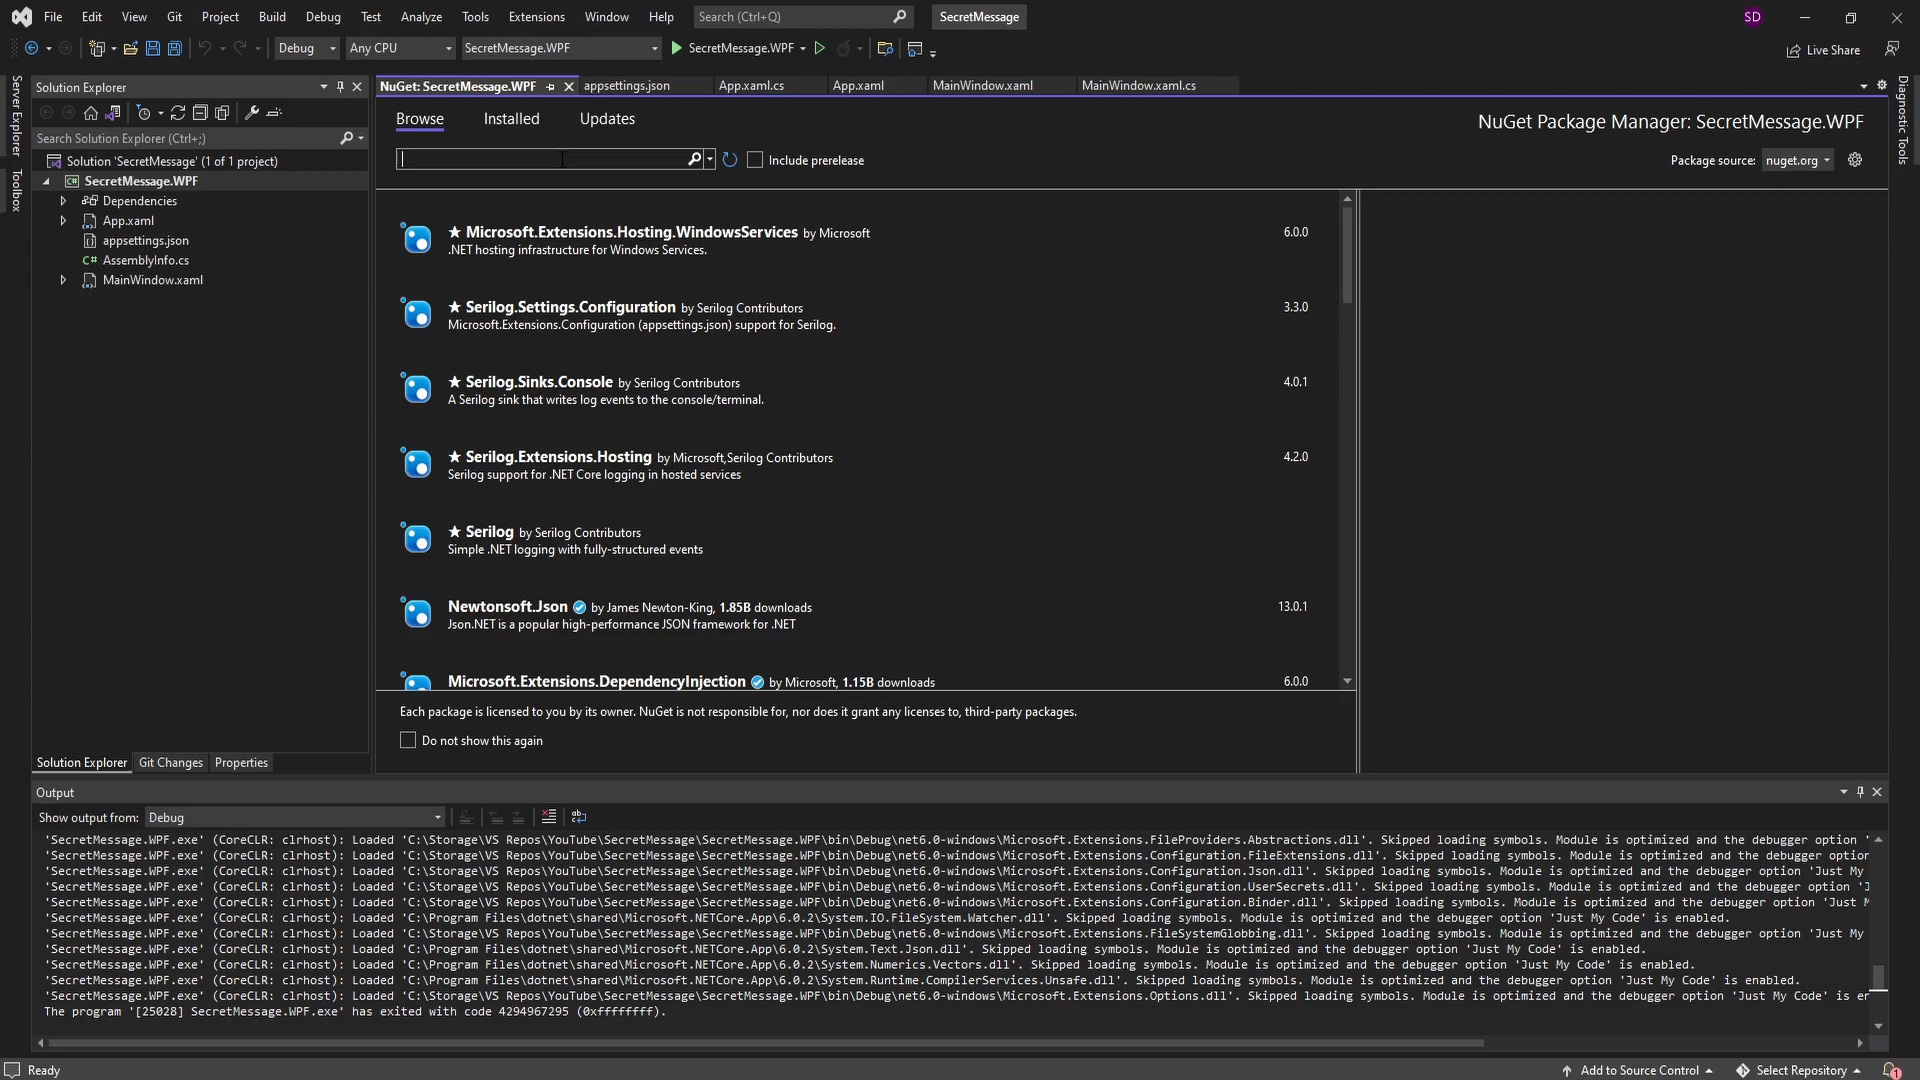 File Edit View Git Project Build Debug Test Analyze Tools Extensions Window Help Search (Ctrl+Q) SecretMessage SD
Debug Any CPU SecretMessage.WPF SecretMessage.WPF Live Share
Server Explorer
Toolbox
Solution Explorer
Search Solution Explorer (Ctrl+;)
Solution 'SecretMessage' (1 of 1 project)
SecretMessage.WPF
Dependencies
App.xaml
appsettings.json
AssemblyInfo.cs
MainWindow.xaml
Solution Explorer Git Changes Properties
NuGet: SecretMessage.WPF appsettings.json App.xaml.cs App.xaml MainWindow.xaml MainWindow.xaml.cs
Browse Installed Updates
NuGet Package Manager: SecretMessage.WPF
Include prerelease
Package source: nuget.org
Microsoft.Extensions.Hosting.WindowsServices by Microsoft 6.0.0
.NET hosting infrastructure for Windows Services.
Serilog.Settings.Configuration by Serilog Contributors 3.3.0
Microsoft.Extensions.Configuration (appsettings.json) support for Serilog.
Serilog.Sinks.Console by Serilog Contributors 4.0.1
A Serilog sink that writes log events to the console/terminal.
Serilog.Extensions.Hosting by Microsoft,Serilog Contributors 4.2.0
Serilog support for .NET Core logging in hosted services
Serilog by Serilog Contributors
Simple .NET logging with fully-structured events
Newtonsoft.Json by James Newton-King, 1.85B downloads 13.0.1
Json.NET is a popular high-performance JSON framework for .NET
Microsoft.Extensions.DependencyInjection by Microsoft, 1.15B downloads 6.0.0
Each package is licensed to you by its owner. NuGet is not responsible for, nor does it grant any licenses to, third-party packages.
Do not show this again
Diagnostic Tools
Output
Show output from: Debug
'SecretMessage.WPF.exe' (CoreCLR: clrhost): Loaded 'C:\Storage\VS Repos\YouTube\SecretMessage\SecretMessage.WPF\bin\Debug\net6.0-windows\Microsoft.Extensions.FileProviders.Abstractions.dll'. Skipped loading symbols. Module is optimized and the debugger option '
'SecretMessage.WPF.exe' (CoreCLR: clrhost): Loaded 'C:\Storage\VS Repos\YouTube\SecretMessage\SecretMessage.WPF\bin\Debug\net6.0-windows\Microsoft.Extensions.Configuration.FileExtensions.dll'. Skipped loading symbols. Module is optimized and the debugger option
'SecretMessage.WPF.exe' (CoreCLR: clrhost): Loaded 'C:\Storage\VS Repos\YouTube\SecretMessage\SecretMessage.WPF\bin\Debug\net6.0-windows\Microsoft.Extensions.Configuration.Json.dll'. Skipped loading symbols. Module is optimized and the debugger option 'Just My
'SecretMessage.WPF.exe' (CoreCLR: clrhost): Loaded 'C:\Storage\VS Repos\YouTube\SecretMessage\SecretMessage.WPF\bin\Debug\net6.0-windows\Microsoft.Extensions.Configuration.UserSecrets.dll'. Skipped loading symbols. Module is optimized and the debugger option 'J
'SecretMessage.WPF.exe' (CoreCLR: clrhost): Loaded 'C:\Storage\VS Repos\YouTube\SecretMessage\SecretMessage.WPF\bin\Debug\net6.0-windows\Microsoft.Extensions.Configuration.Binder.dll'. Skipped loading symbols. Module is optimized and the debugger option 'Just M
'SecretMessage.WPF.exe' (CoreCLR: clrhost): Loaded 'C:\Program Files\dotnet\shared\Microsoft.NETCore.App\6.0.2\System.IO.FileSystem.Watcher.dll'. Skipped loading symbols. Module is optimized and the debugger option 'Just My Code' is enabled.
'SecretMessage.WPF.exe' (CoreCLR: clrhost): Loaded 'C:\Storage\VS Repos\YouTube\SecretMessage\SecretMessage.WPF\bin\Debug\net6.0-windows\Microsoft.Extensions.FileSystemGlobbing.dll'. Skipped loading symbols. Module is optimized and the debugger option 'Just My
'SecretMessage.WPF.exe' (CoreCLR: clrhost): Loaded 'C:\Program Files\dotnet\shared\Microsoft.NETCore.App\6.0.2\System.Text.Json.dll'. Skipped loading symbols. Module is optimized and the debugger option 'Just My Code' is enabled.
'SecretMessage.WPF.exe' (CoreCLR: clrhost): Loaded 'C:\Program Files\dotnet\shared\Microsoft.NETCore.App\6.0.2\System.Numerics.Vectors.dll'. Skipped loading symbols. Module is optimized and the debugger option 'Just My Code' is enabled.
'SecretMessage.WPF.exe' (CoreCLR: clrhost): Loaded 'C:\Program Files\dotnet\shared\Microsoft.NETCore.App\6.0.2\System.Runtime.CompilerServices.Unsafe.dll'. Skipped loading symbols. Module is optimized and the debugger option 'Just My Code' is enabled.
'SecretMessage.WPF.exe' (CoreCLR: clrhost): Loaded 'C:\Storage\VS Repos\YouTube\SecretMessage\SecretMessage.WPF\bin\Debug\net6.0-windows\Microsoft.Extensions.Options.dll'. Skipped loading symbols. Module is optimized and the debugger option 'Just My Code' is er
The program '[25028] SecretMessage.WPF.exe' has exited with code 4294967295 (0xffffffff).
Ready Add to Source Control Select Repository 1